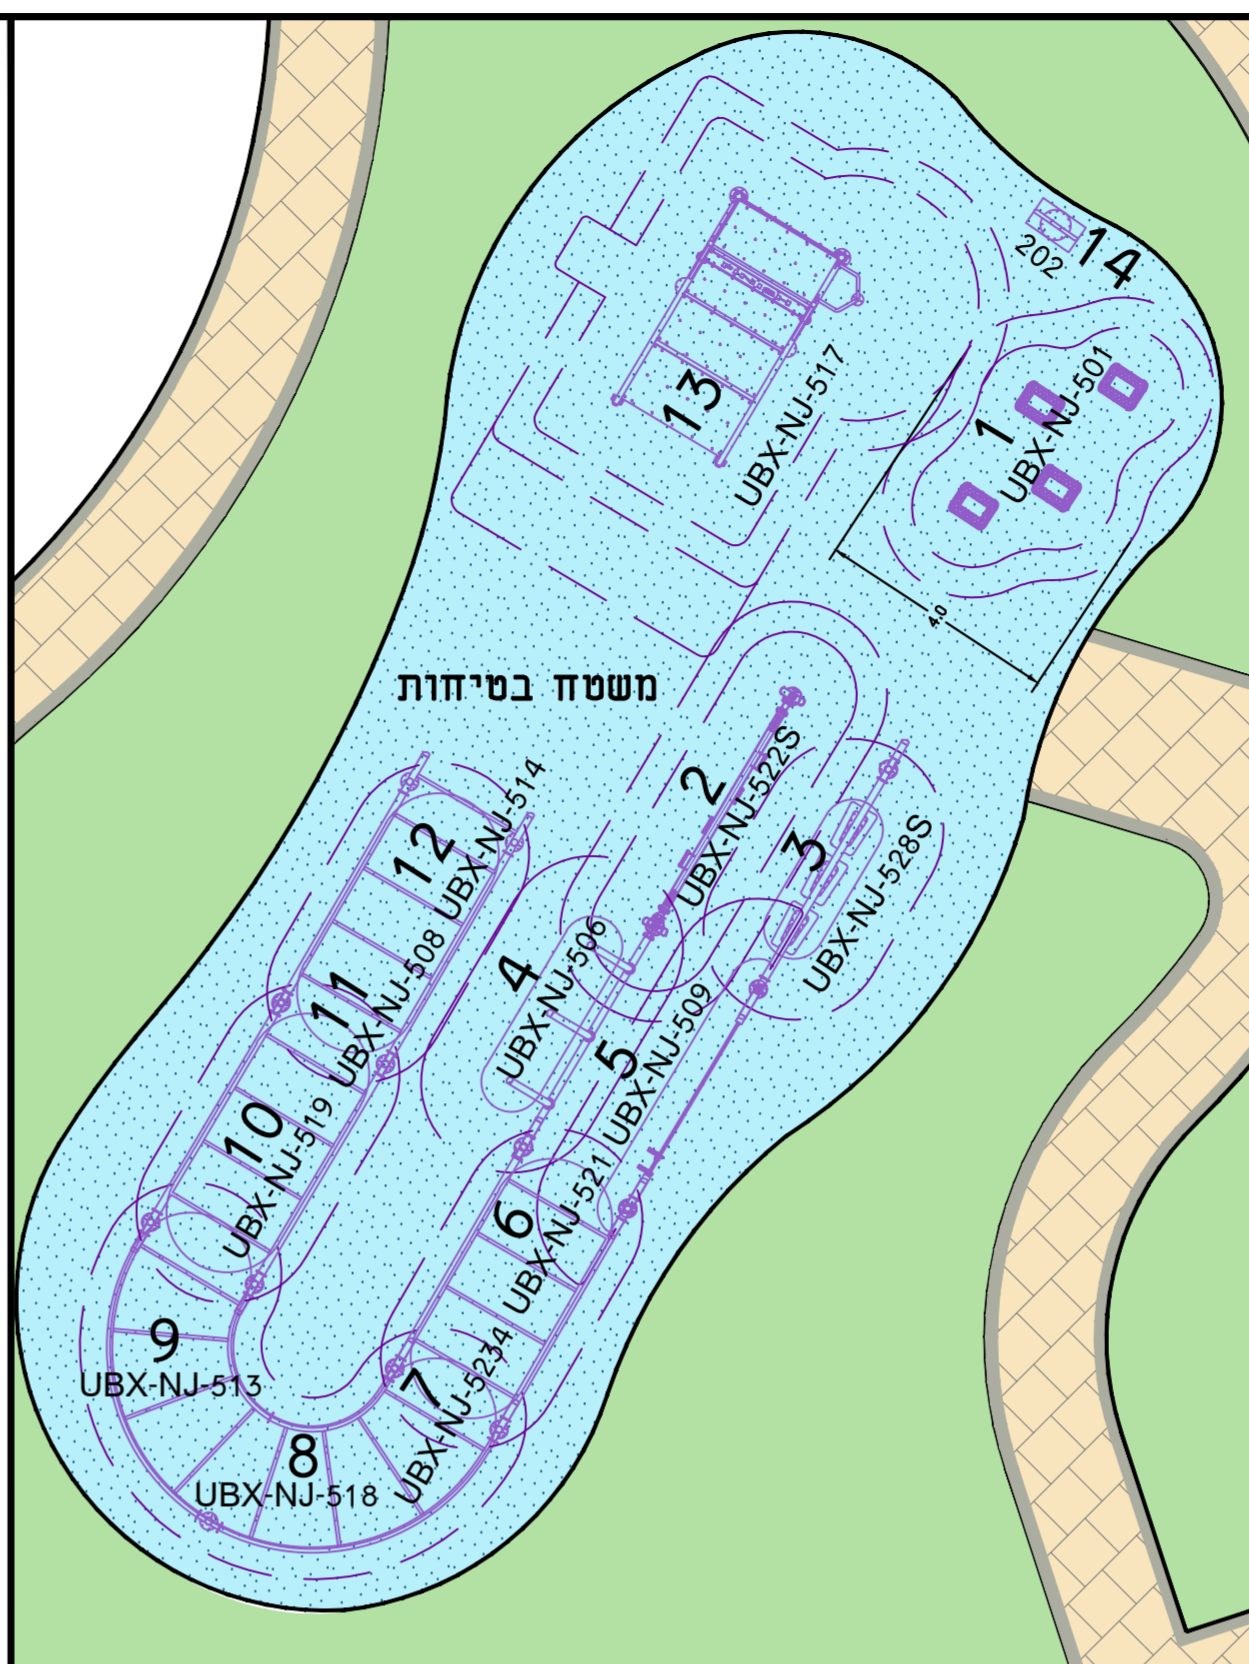 14
202
1
UBX-NJ-501
13
UBX-NJ-517
4.0
משטח בטיחות
2
UBX-NJ-522S
3
UBX-NJ-528S
12
UBX-NJ-514
4
UBX-NJ-506
11
UBX-NJ-508
5
UBX-NJ-509
10
UBX-NJ-519
6
UBX-NJ-521
9
UBX-NJ-513
7
UBX-NJ-5234
8
UBX-NJ-518